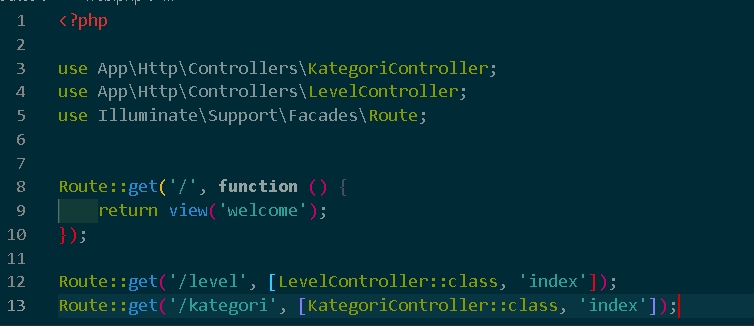 1 <?php
2
3 use App\Http\Controllers\KategoriController;
4 use App\Http\Controllers\LevelController;
5 use Illuminate\Support\Facades\Route;
6
7
8 Route::get('/', function () {
9     return view('welcome');
10 });
11
12 Route::get('/level', [LevelController::class, 'index']);
13 Route::get('/kategori', [KategoriController::class, 'index']);